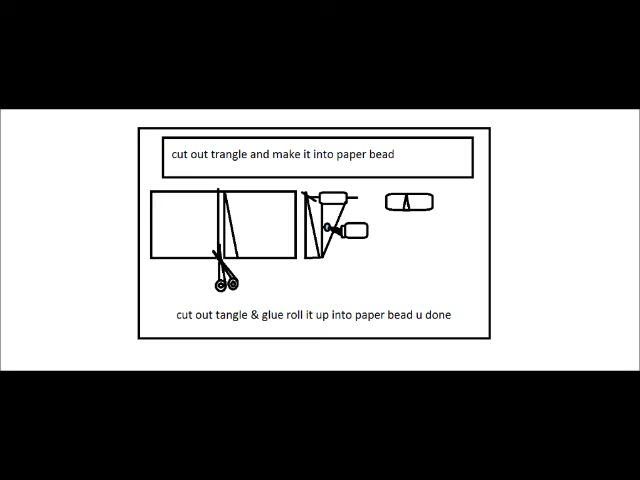 cut out trangle and make it into paper bead
cut out tangle & glue roll it up into paper bead u done